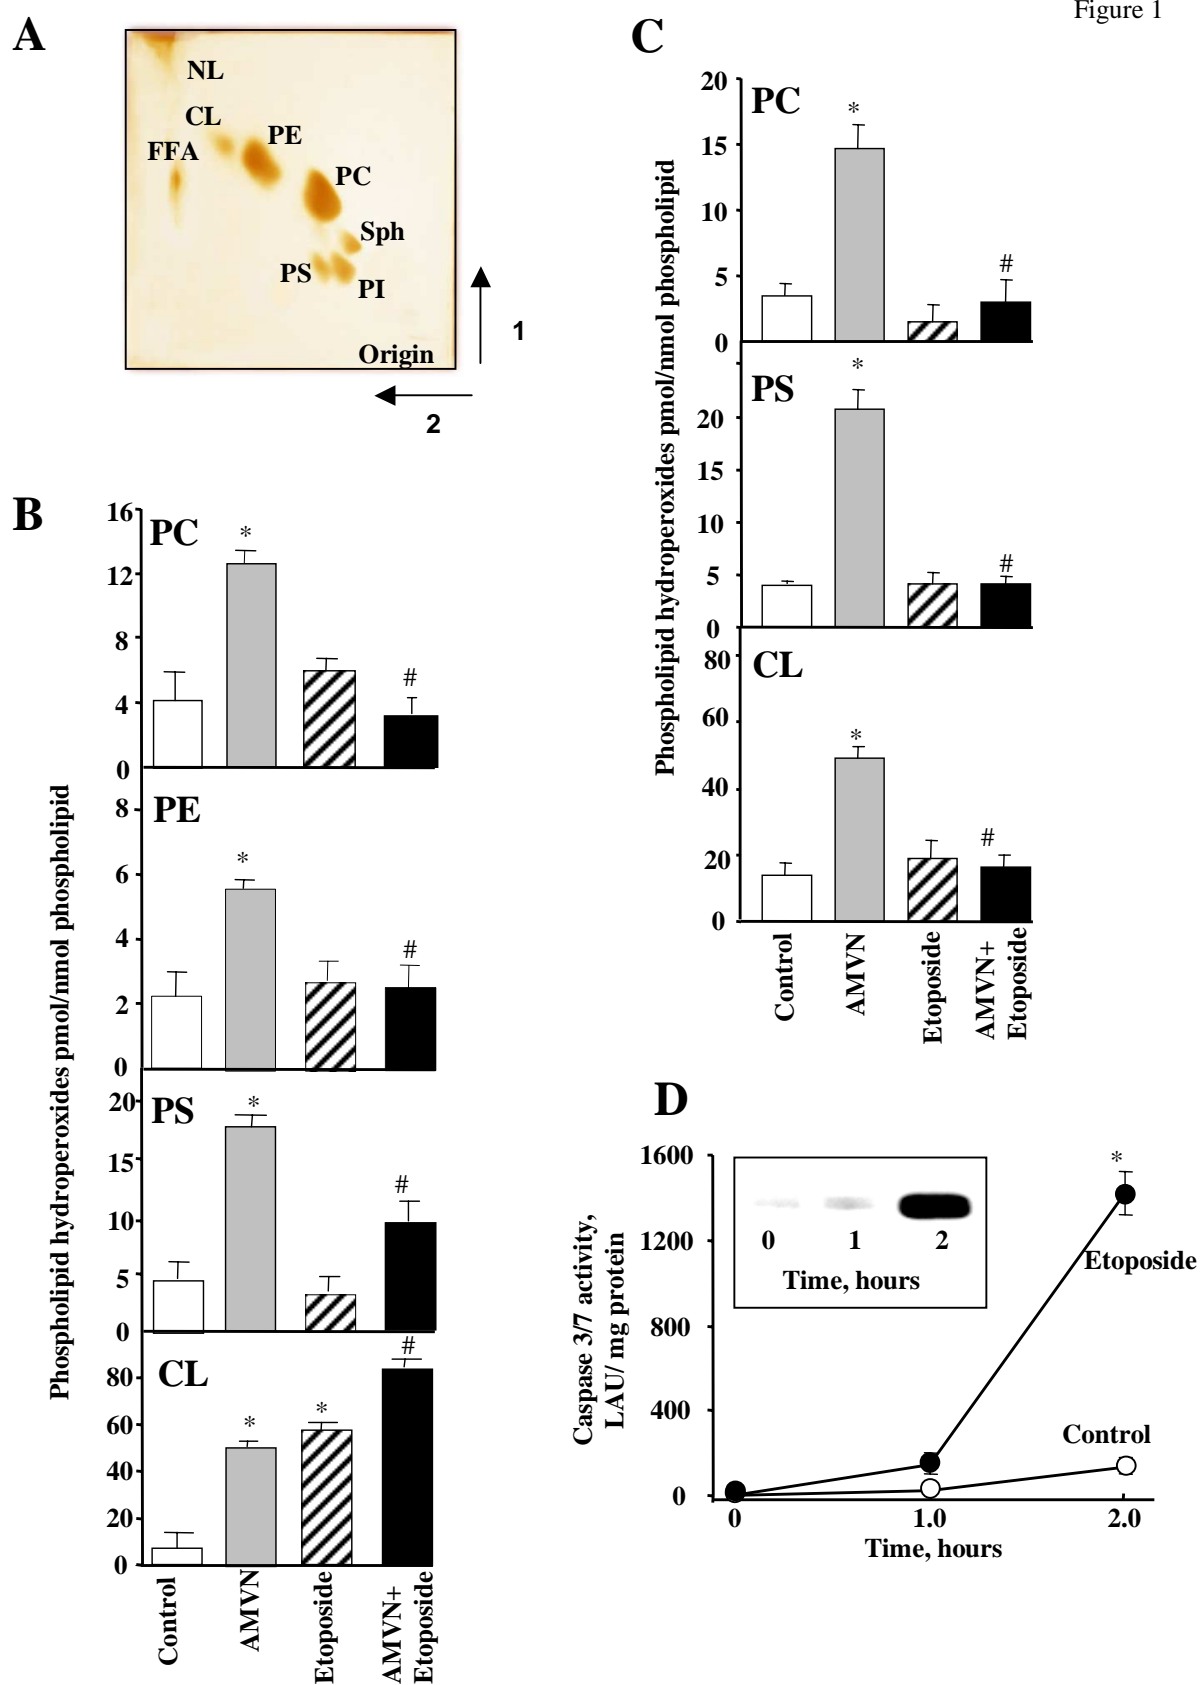 Figure 1
A
NL
CL
PE
FFA
PC
Sph
PS
PI
Origin
1
2
B
16
PC
*
12
8
#
4
0
8
PE
*
6
4
#
2
0
20
PS
*
15
#
10
5
0
#
80
CL
*
*
60
40
20
0
Phospholipid hydroperoxides pmol/nmol phospholipid
Control
AMVN
Etoposide
AMVN+
Etoposide
C
20
PC
*
15
10
#
5
0
*
PS
20
15
10
#
5
0
80
CL
60
*
40
#
20
0
Phospholipid hydroperoxides pmol/nmol phospholipid
Control
AMVN
Etoposide
AMVN+
Etoposide
D
1600
*
1200
Etoposide
800
400
Control
0
Caspase 3/7 activity,
LAU/ mg protein
0 1 2
Time, hours
0 1.0 2.0
Time, hours